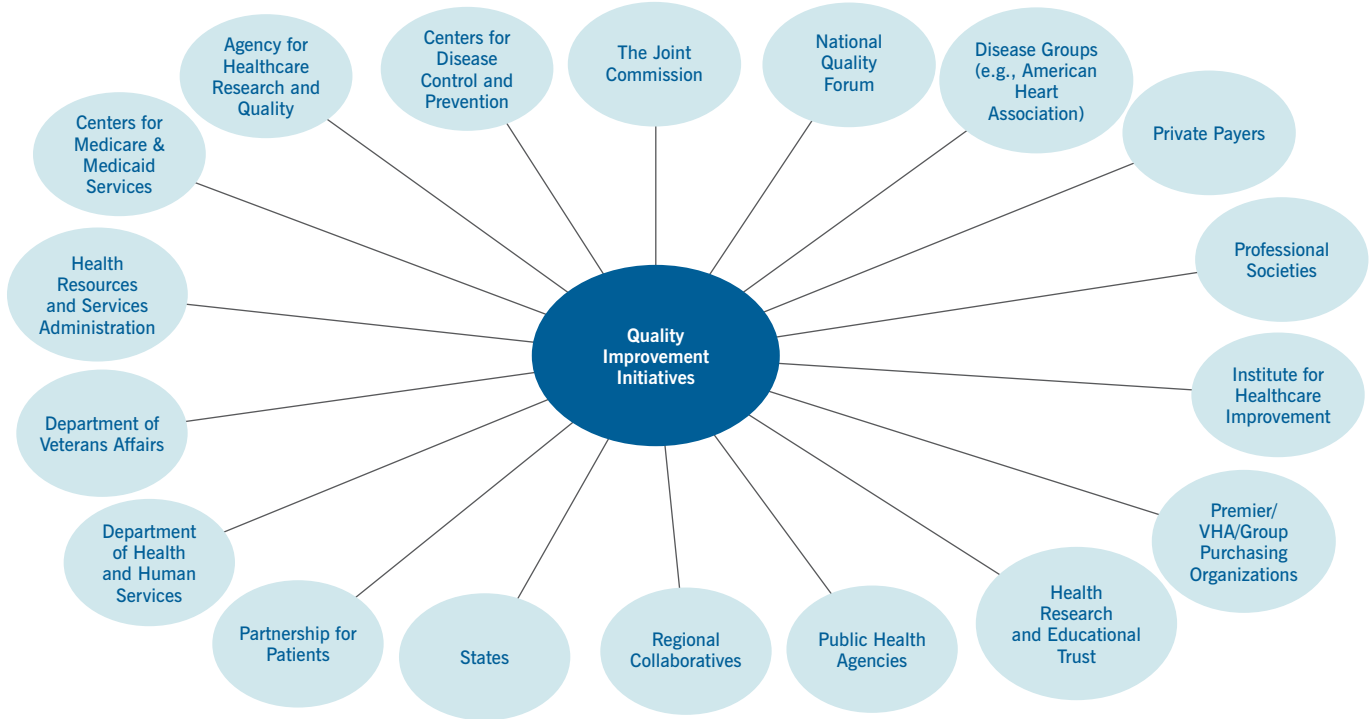 Agency for
Healthcare
Research and
Quality
Centers for
Disease
Control and
Prevention
The Joint
Commission
National
Quality
Forum
Disease Groups
(e.g., American
Heart
Association)
Private Payers
Professional
Societies
Institute for
Healthcare
Improvement
Premier/
VHA/Group
Purchasing
Organizations
Health
Research
and Educational
Trust
Public Health
Agencies
Regional
Collaboratives
States
Partnership for
Patients
Department
of Health
and Human
Services
Department of
Veterans Affairs
Health
Resources
and Services
Administration
Centers for
Medicare &
Medicaid
Services
Quality
Improvement
Initiatives